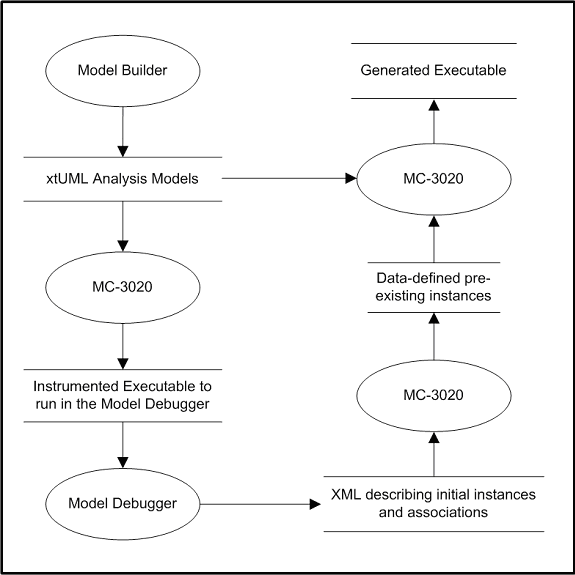 Model Builder
xtUML Analysis Models
MC-3020
Instrumented Executable to
run in the Model Debugger
Model Debugger
XML describing initial instances
and associations
MC-3020
Data-defined pre-
existing instances
MC-3020
Generated Executable